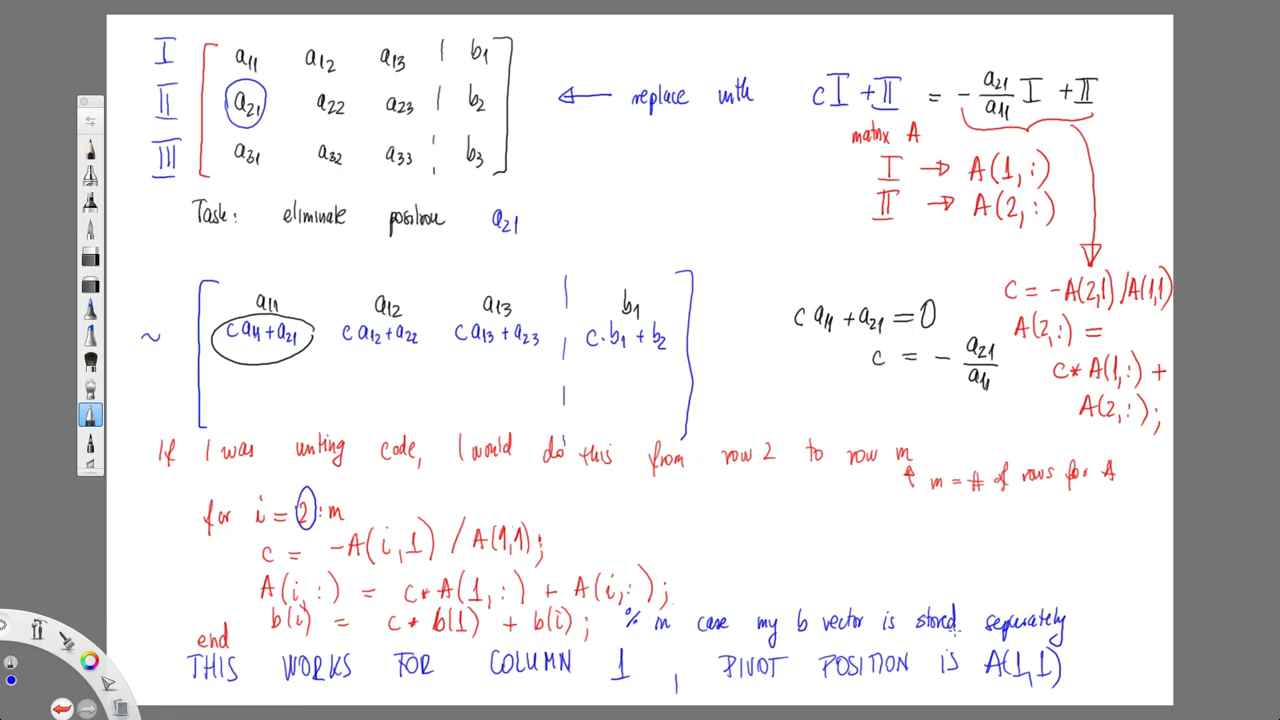 I a11 a12 a13 | b1
II a21 a22 a23 | b2 ← replace with cI + II = - a21/a11 I + II
III a31 a32 a33 | b3
matrix A
I → A(1,:)
II → A(2,:)
Task: eliminate position a21
~ a11 a12 a13 | b1
c a11 + a21 c a12 + a22 c a13 + a23 | c·b1 + b2
c a11 + a21 = 0
c = - a21/a11
c = -A(2,1)/A(1,1)
A(2,:) =
c*A(1,:) +
A(2,:);
If I was writing code, I would do this from row 2 to row m
↑ m = # of rows for A
for i = 2:m
c = -A(i,1) / A(1,1);
A(i,:) = c*A(1,:) + A(i,:);
b(i) = c * b(1) + b(i); % in case my b vector is stored seperately
end
THIS WORKS FOR COLUMN 1, PIVOT POSITION IS A(1,1)